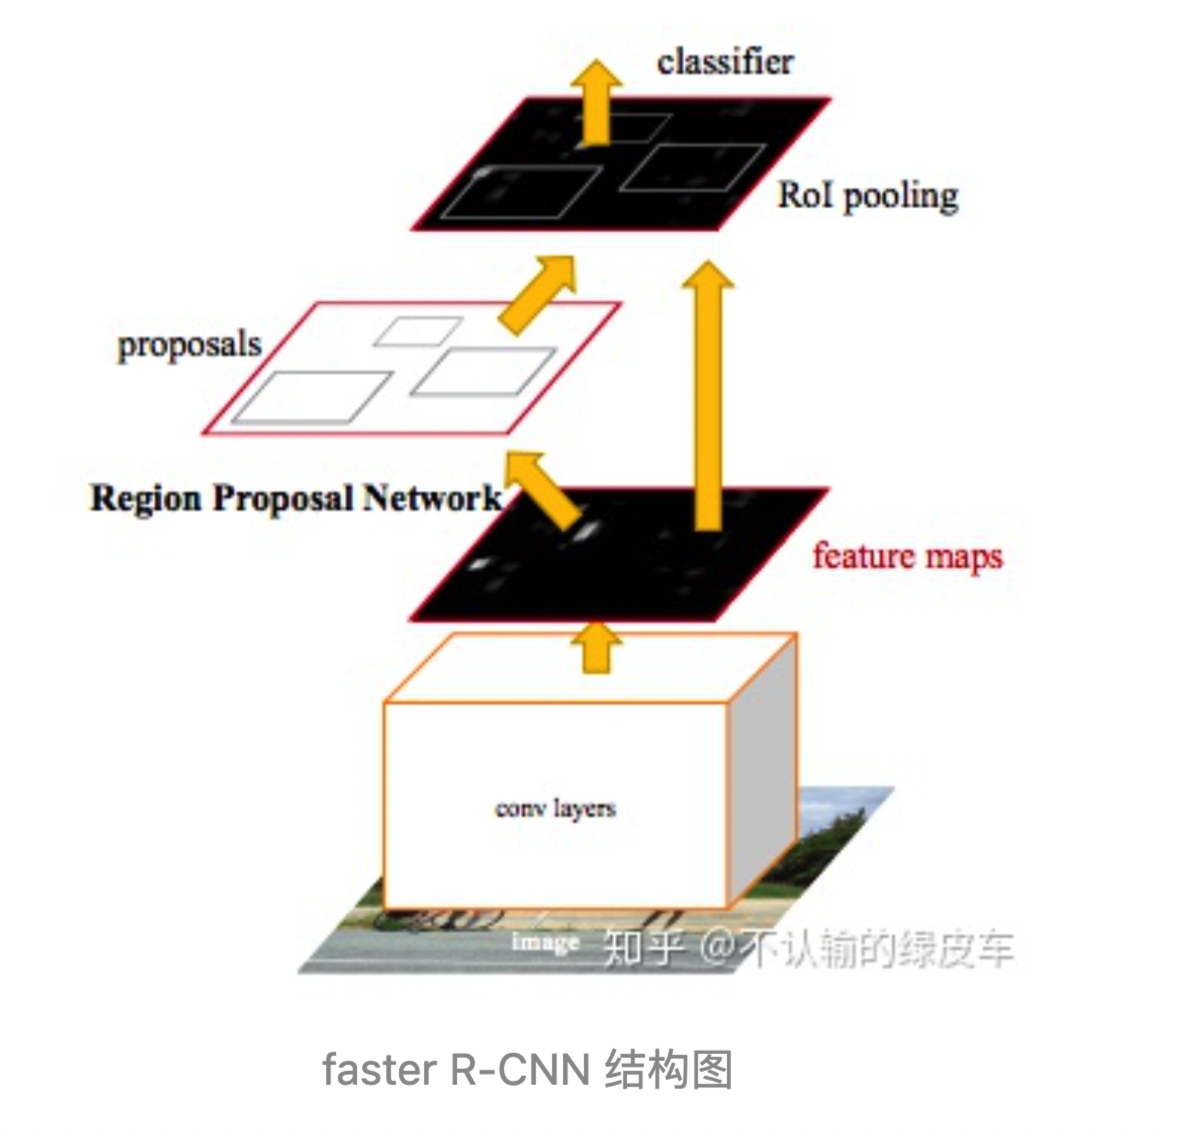 classifier
RoI pooling
proposals
Region Proposal Network
feature maps
conv layers
image
知乎 @不认输的绿皮车
faster R-CNN 结构图